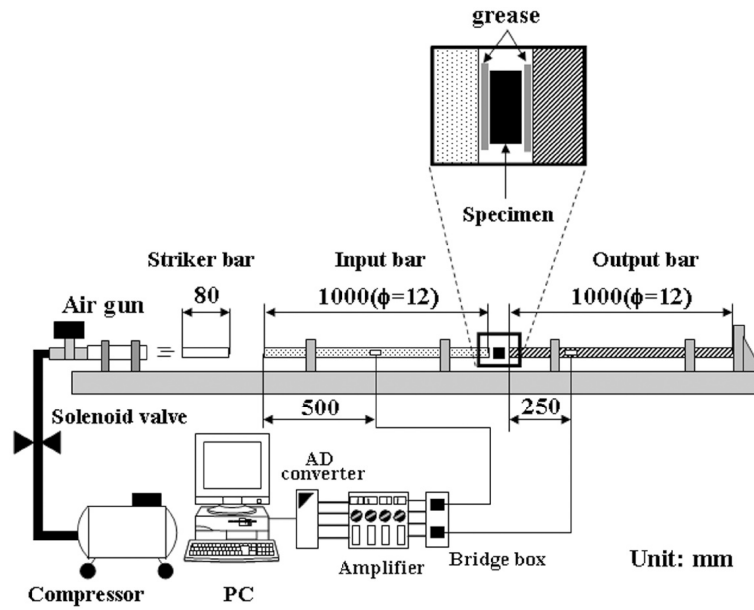 grease
Specimen
Striker bar
Input bar
Output bar
80
1000(ϕ=12)
1000(ϕ=12)
Air gun
500
250
Solenoid valve
AD
converter
Bridge box
Amplifier
Unit: mm
Compressor
PC